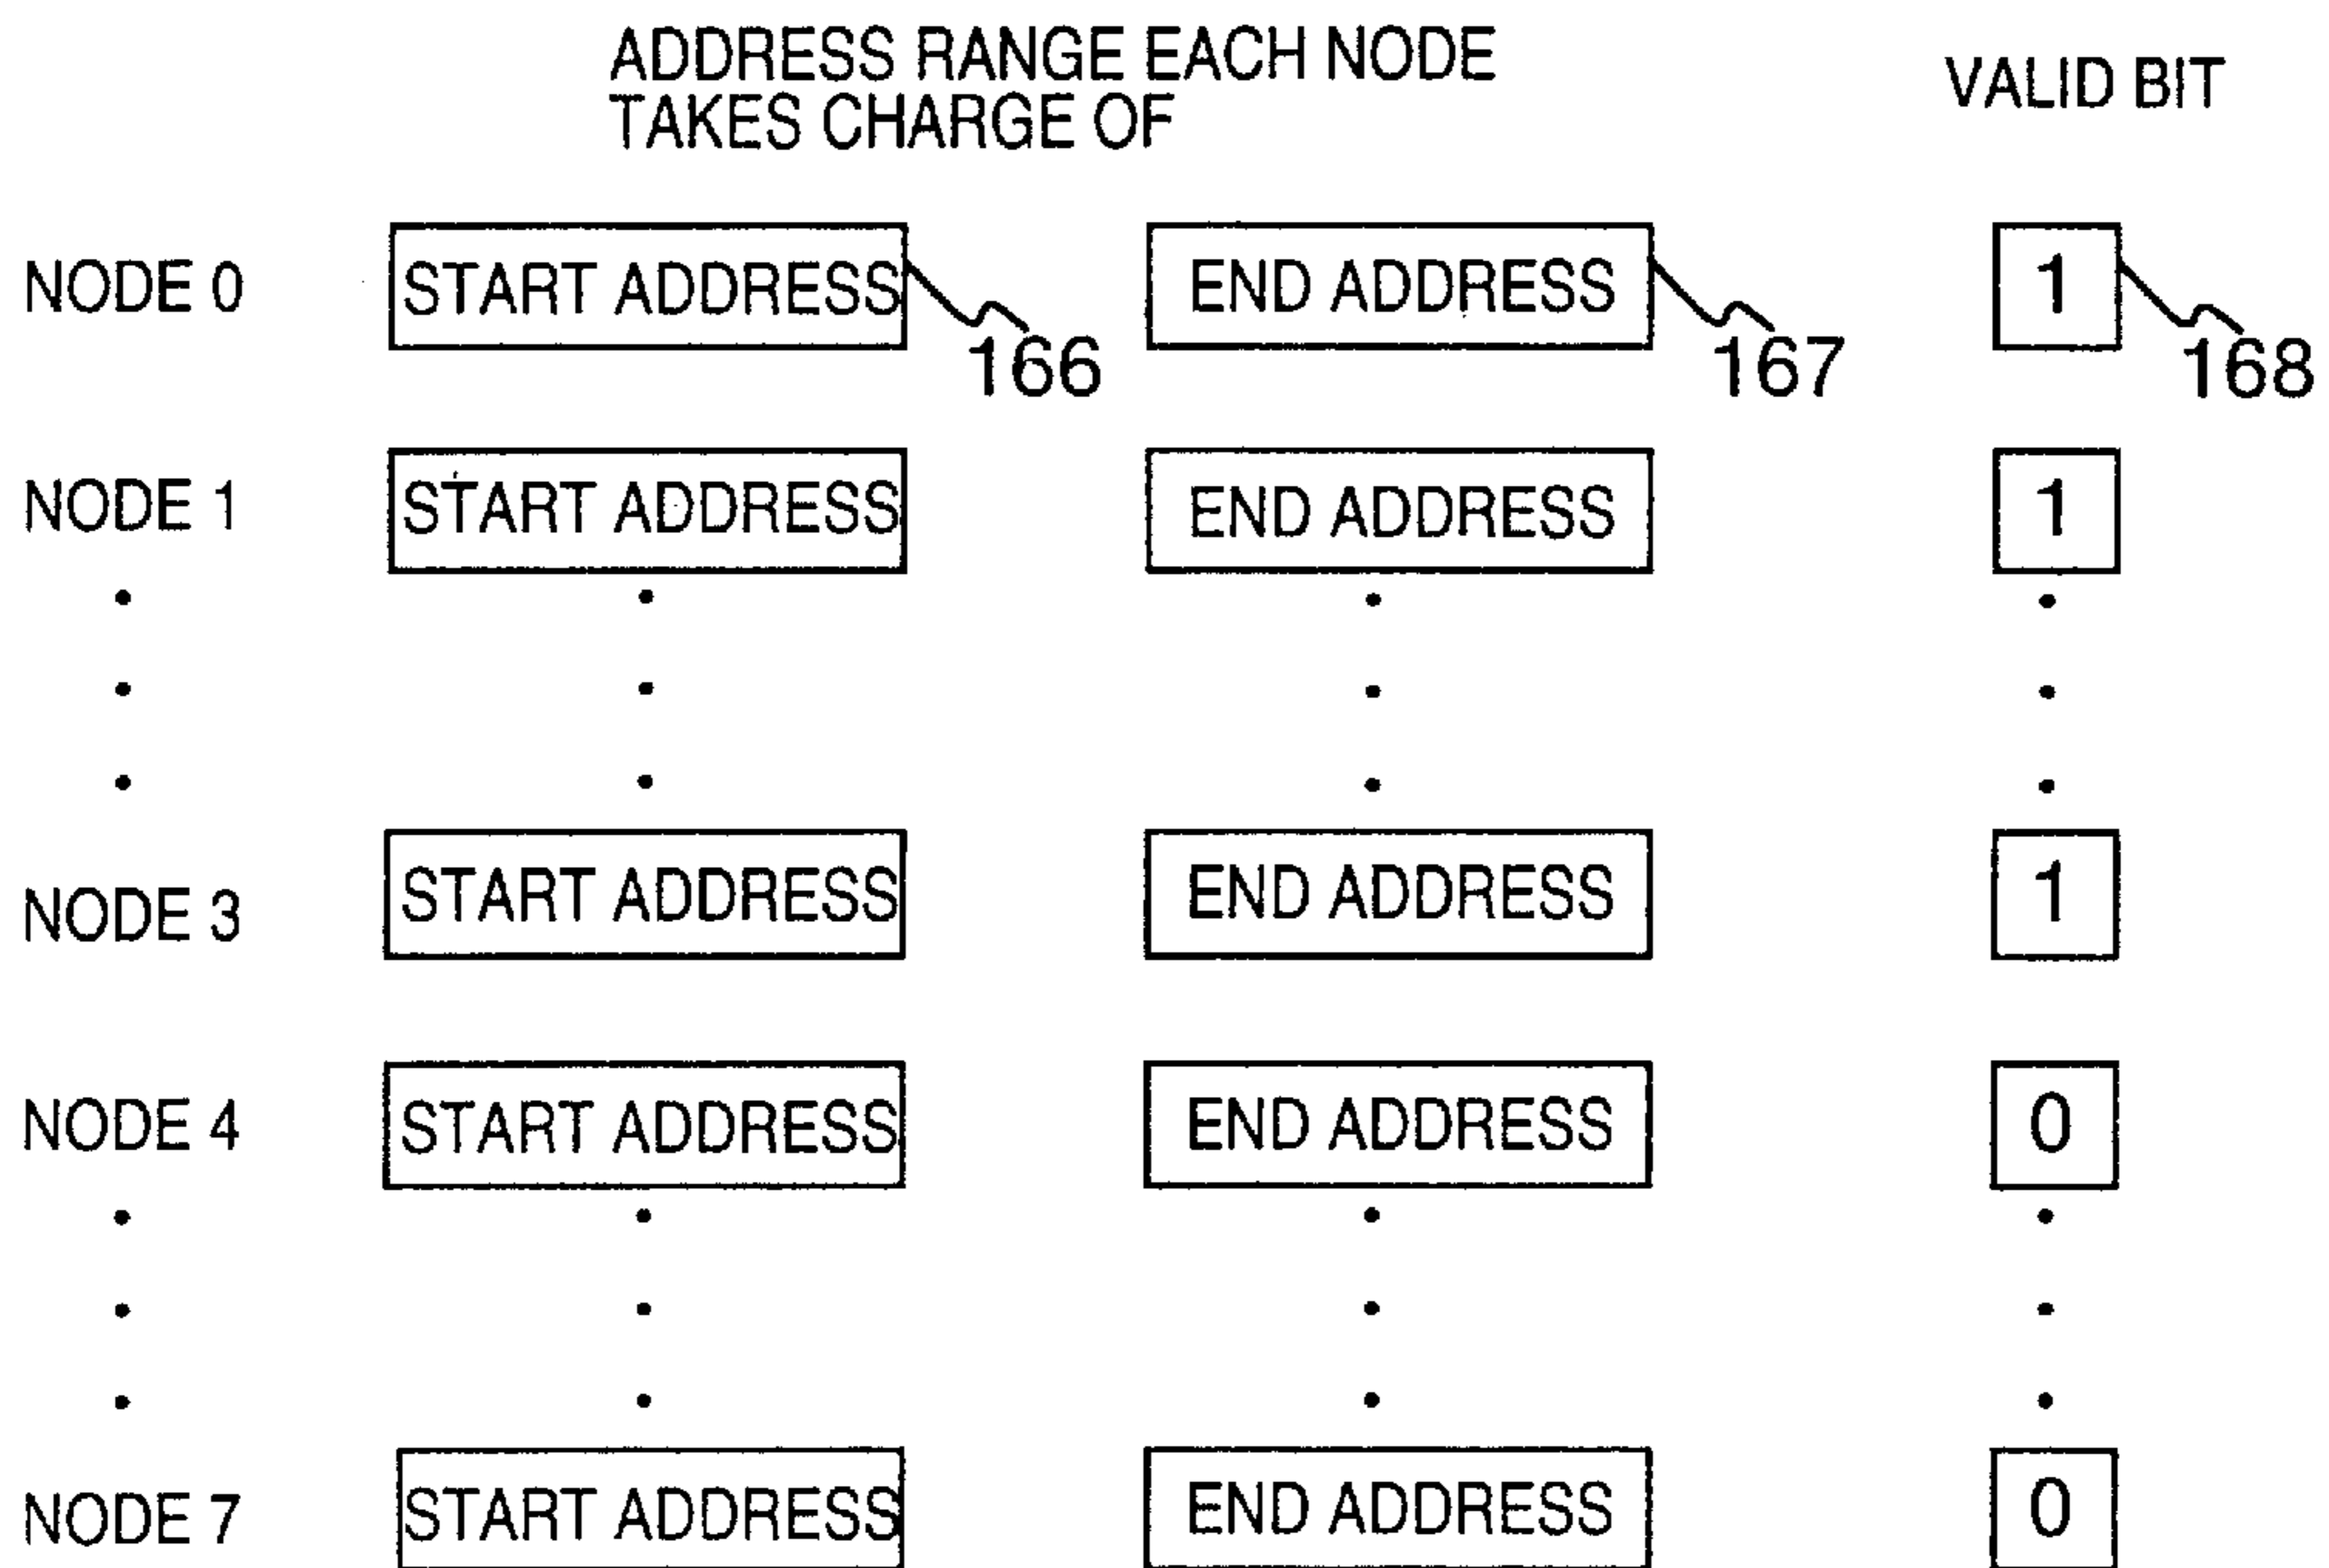 ADDRESS RANGE EACH NODE
TAKES CHARGE OF
VALID BIT
NODE 0 START ADDRESS END ADDRESS 1
166 167 168
NODE 1 START ADDRESS END ADDRESS 1
NODE 3 START ADDRESS END ADDRESS 1
NODE 4 START ADDRESS END ADDRESS 0
NODE 7 START ADDRESS END ADDRESS 0